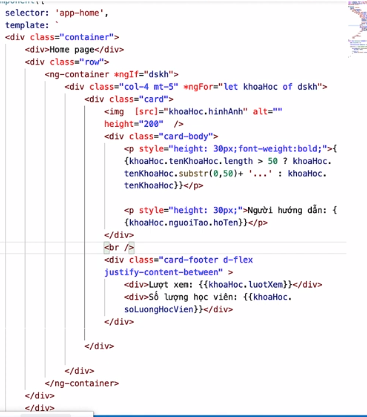 selector: 'app-home',
template: `
<div class="container">
<div>Home page</div>
<div class="row">
<ng-container *ngIf="dskh">
<div class="col-4 mt-5" *ngFor="let khoaHoc of dskh">
<div class="card">
<img [src]="khoaHoc.hinhAnh" alt=""
height="200" />
<div class="card-body">
<p style="height: 30px;font-weight:bold;">{
{khoaHoc.tenKhoaHoc.length > 50 ? khoaHoc.
tenKhoaHoc.substr(0,50)+ '...' : khoaHoc.
tenKhoaHoc}}</p>
<p style="height: 30px;">Người hướng dẫn: {
{khoaHoc.nguoiTao.hoTen}}</p>
</div>
<br />
<div class="card-footer d-flex
justify-content-between" >
<div>Lượt xem: {{khoaHoc.luotXem}}</div>
<div>Số lượng học viên: {{khoaHoc.
soLuongHocVien}}</div>
</div>
</div>
</div>
</ng-container>
</div>
</div>